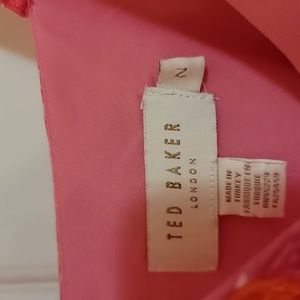 2
TED BAKER
LONDON
MADE IN
TURKEY
FABRIQUE EN
TURQUIE